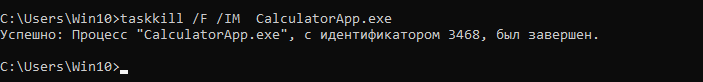 C:\Users\Win10>taskkill /F /IM  CalculatorApp.exe
Успешно: Процесс "CalculatorApp.exe", с идентификатором 3468, был завершен.
C:\Users\Win10>